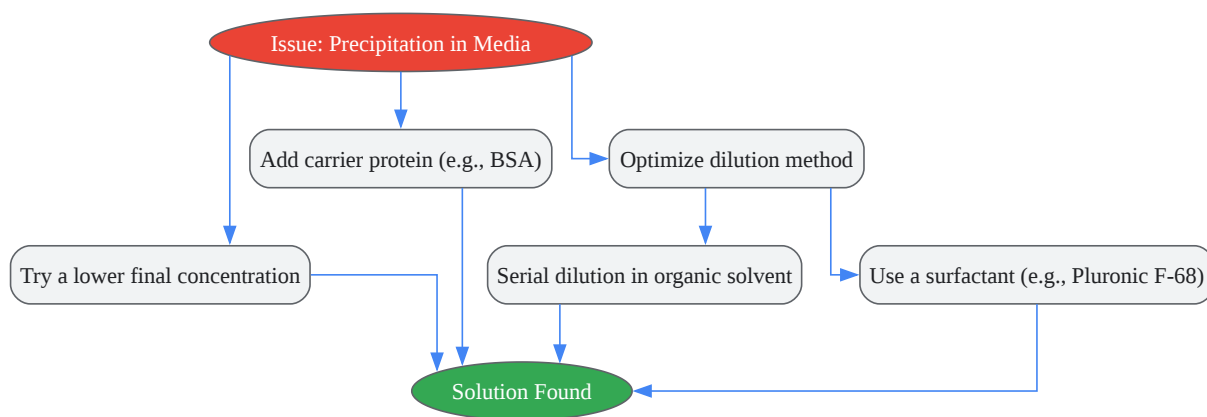 Issue: Precipitation in Media
Add carrier protein (e.g., BSA)
Optimize dilution method
Try a lower final concentration
Serial dilution in organic solvent
Use a surfactant (e.g., Pluronic F-68)
Solution Found